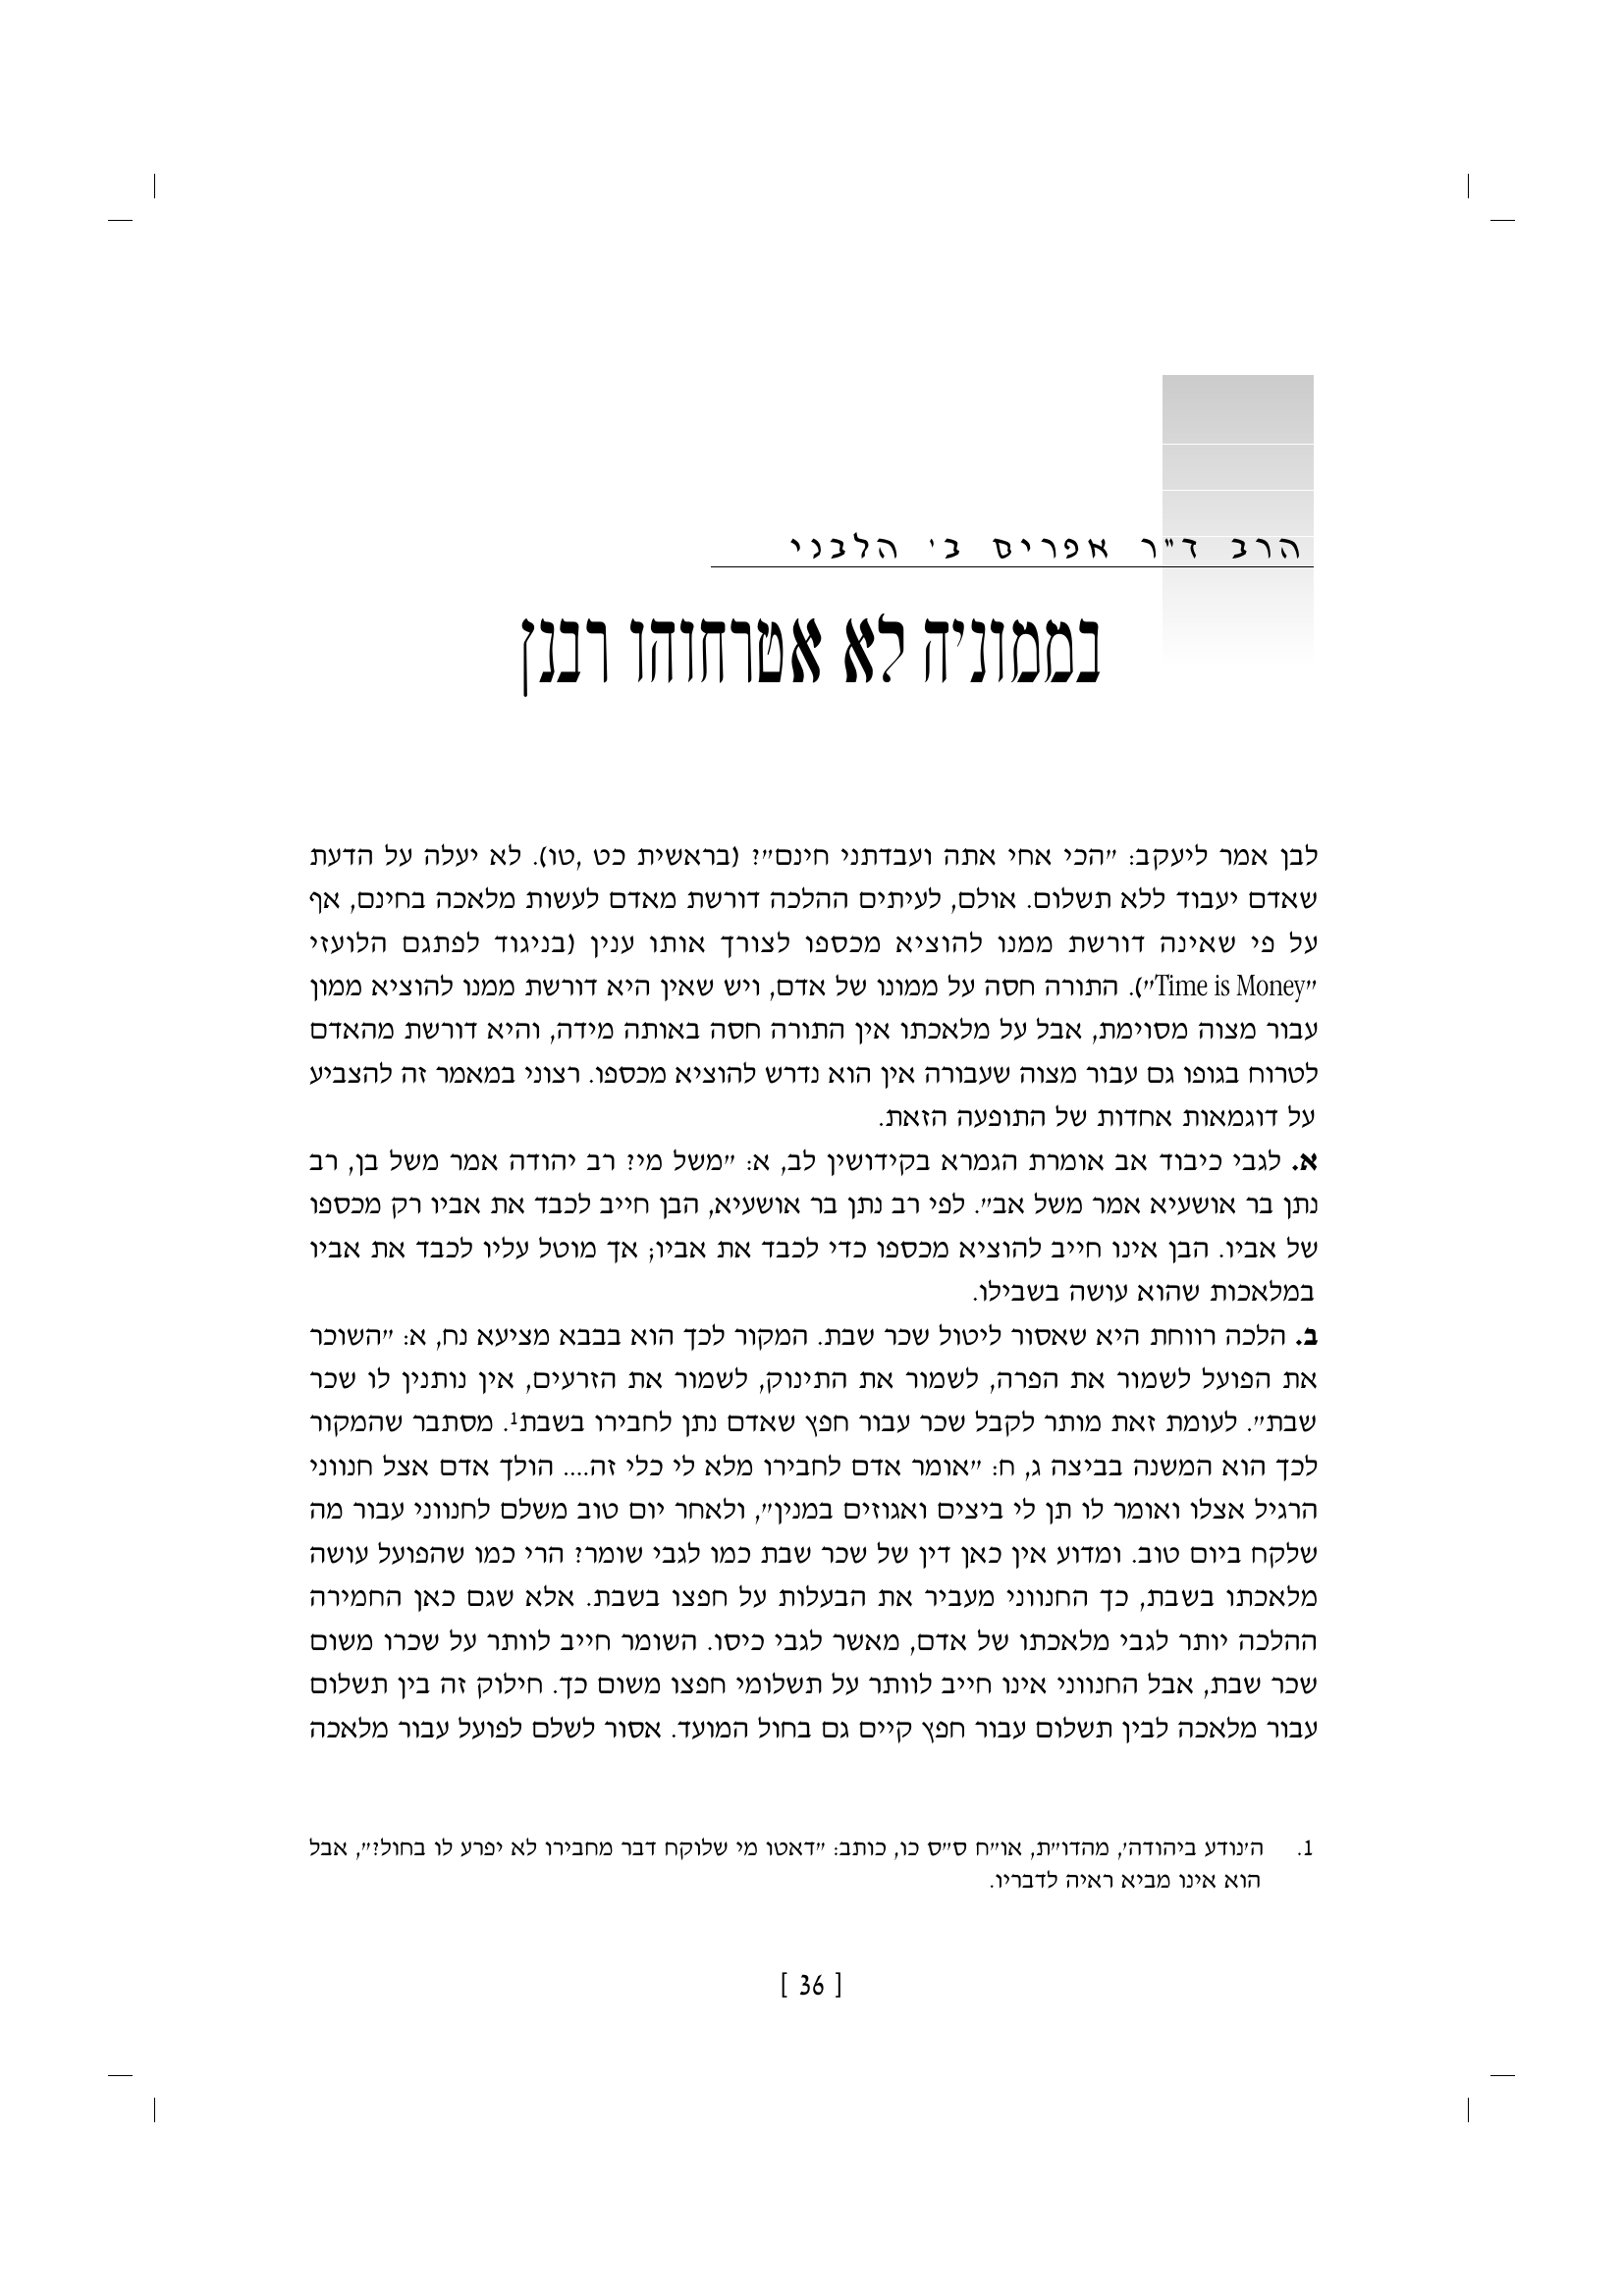 הרב ד"ר אפרים ב' הלבני
בממוניה לא אטרחוהו רבנן
לבן אמר ליעקב: "הכי אחי אתה ועבדתני חינם"? (בראשית כט ,טו). לא יעלה על הדעת
שאדם יעבוד ללא תשלום. אולם, לעיתים ההלכה דורשת מאדם לעשות מלאכה בחינם, אף
על פי שאינה דורשת ממנו להוציא מכספו לצורך אותו ענין (בניגוד לפתגם הלועזי
"Time is Money"). התורה חסה על ממונו של אדם, ויש שאין היא דורשת ממנו להוציא ממון
עבור מצוה מסוימת, אבל על מלאכתו אין התורה חסה באותה מידה, והיא דורשת מהאדם
לטרוח בגופו גם עבור מצוה שעבורה אין הוא נדרש להוציא מכספו. רצוני במאמר זה להצביע
על דוגמאות אחדות של התופעה הזאת.
א. לגבי כיבוד אב אומרת הגמרא בקידושין לב, א: "משל מי? רב יהודה אמר משל בן, רב
נתן בר אושעיא אמר משל אב". לפי רב נתן בר אושעיא, הבן חייב לכבד את אביו רק מכספו
של אביו. הבן אינו חייב להוציא מכספו כדי לכבד את אביו; אך מוטל עליו לכבד את אביו
במלאכות שהוא עושה בשבילו.
ב. הלכה רווחת היא שאסור ליטול שכר שבת. המקור לכך הוא בבבא מציעא נח, א: "השוכר
את הפועל לשמור את הפרה, לשמור את התינוק, לשמור את הזרעים, אין נותנין לו שכר
שבת". לעומת זאת מותר לקבל שכר עבור חפץ שאדם נתן לחבירו בשבת1. מסתבר שהמקור
לכך הוא המשנה בביצה ג, ח: "אומר אדם לחבירו מלא לי כלי זה.... הולך אדם אצל חנווני
הרגיל אצלו ואומר לו תן לי ביצים ואגוזים במנין", ולאחר יום טוב משלם לחנווני עבור מה
שלקח ביום טוב. ומדוע אין כאן דין של שכר שבת כמו לגבי שומר? הרי כמו שהפועל עושה
מלאכתו בשבת, כך החנווני מעביר את הבעלות על חפצו בשבת. אלא שגם כאן החמירה
ההלכה יותר לגבי מלאכתו של אדם, מאשר לגבי כיסו. השומר חייב לוותר על שכרו משום
שכר שבת, אבל החנווני אינו חייב לוותר על תשלומי חפצו משום כך. חילוק זה בין תשלום
עבור מלאכה לבין תשלום עבור חפץ קיים גם בחול המועד. אסור לשלם לפועל עבור מלאכה
1. ה'נודע ביהודה', מהדו"ת, או"ח ס"ס כו, כותב: "דאטו מי שלוקח דבר מחבירו לא יפרע לו בחול?", אבל
הוא אינו מביא ראיה לדבריו.
[ 36 ]